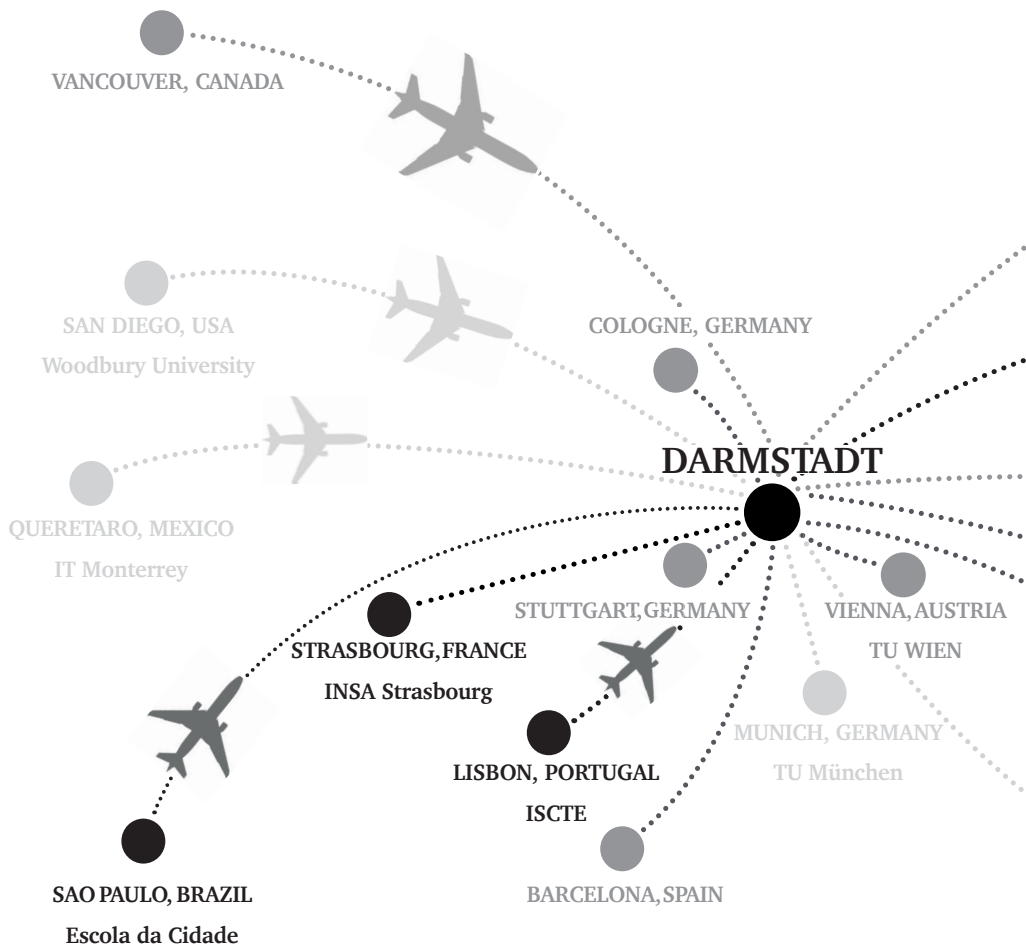 VANCOUVER, CANADA
SAN DIEGO, USA
Woodbury University
COLOGNE, GERMANY
DARMSTADT
QUERETARO, MEXICO
IT Monterrey
STUTTGART, GERMANY
VIENNA, AUSTRIA
TU WIEN
STRASBOURG, FRANCE
INSA Strasbourg
MUNICH, GERMANY
TU München
LISBON, PORTUGAL
ISCTE
SAO PAULO, BRAZIL
Escola da Cidade
BARCELONA, SPAIN